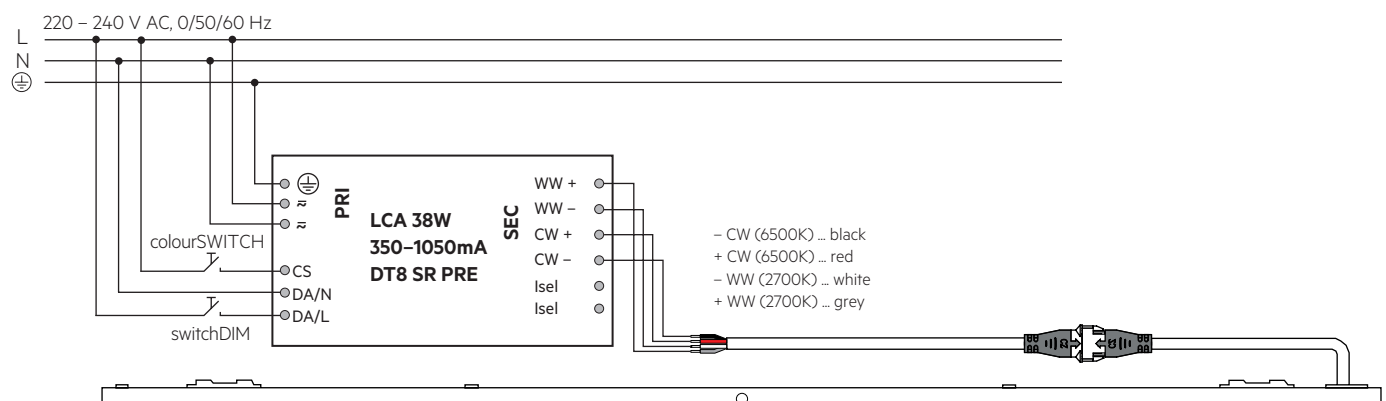 220 – 240 V AC, 0/50/60 Hz
L
N
PRI
SEC
LCA 38W
350–1050mA
DT8 SR PRE
≂
≂
colourSWITCH
CS
DA/N
DA/L
switchDIM
WW +
WW –
CW +
CW –
Isel
Isel
– CW (6500K) ... black
+ CW (6500K) ... red
– WW (2700K) ... white
+ WW (2700K) ... grey